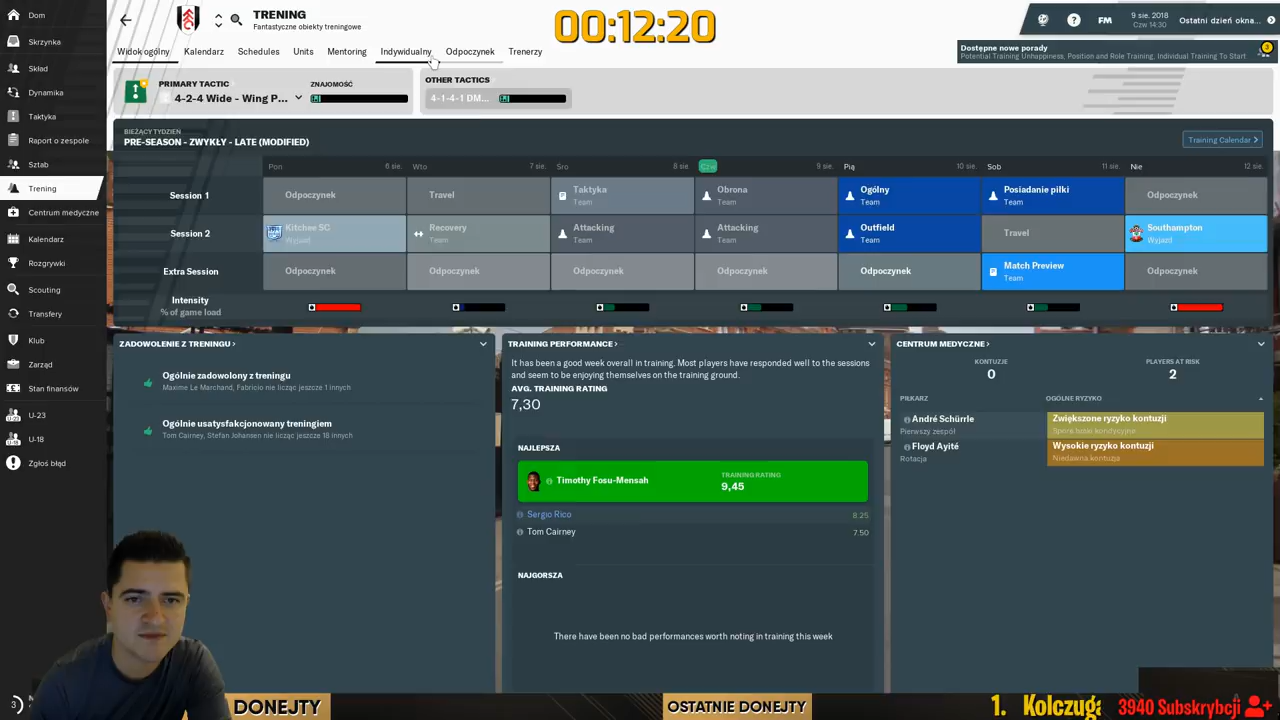 Dom
Skrzynka
Skład
Dynamika
Taktyka
Raport o zespole
Sztab
Trening
Centrum medyczne
Kalendarz
Rozgrywki
Scouting
Transfery
Klub
Zarząd
Stan finansów
U-23
U-18
Zgłoś błąd
TRENING
Fantastyczne obiekty treningowe
00:12:20
FM
9 sie. 2018
Czw 14:30
Ostatni dzień okna...
Widok ogólny Kalendarz Schedules Units Mentoring Indywidualny Odpoczynek Trenerzy
Dostępne nowe porady
Potential Training Unhappiness, Position and Role Training, Individual Training To Start
3
PRIMARY TACTIC
4-2-4 Wide - Wing P...
ZNAJOMOŚĆ
OTHER TACTICS
4-1-4-1 DM...
BIEŻĄCY TYDZIEŃ
PRE-SEASON - ZWYKŁY - LATE (MODIFIED)
Training Calendar
Pon 6 sie. Wto 7 sie. Śro 8 sie. Czw 9 sie. Pią 10 sie. Sob 11 sie. Nie 12 sie.
Session 1
Odpoczynek
Travel
Taktyka
Team
Obrona
Team
Ogólny
Team
Posiadanie piłki
Team
Odpoczynek
Session 2
Kitchee SC
Wyjazd
Recovery
Team
Attacking
Team
Attacking
Team
Outfield
Team
Travel
Southampton
Wyjazd
Extra Session
Odpoczynek
Odpoczynek
Odpoczynek
Odpoczynek
Odpoczynek
Match Preview
Team
Odpoczynek
Intensity
% of game load
ZADOWOLENIE Z TRENINGU
Ogólnie zadowolony z treningu
Maxime Le Marchand, Fabricio nie licząc jeszcze 1 innych
Ogólnie usatysfakcjonowany treningiem
Tom Cairney, Stefan Johansen nie licząc jeszcze 18 innych
TRAINING PERFORMANCE
It has been a good week overall in training. Most players have responded well to the sessions
and seem to be enjoying themselves on the training ground.
AVG. TRAINING RATING
7,30
NAJLEPSZA
Timothy Fosu-Mensah
TRAINING RATING
9,45
Sergio Rico 8.25
Tom Cairney 7.50
NAJGORSZA
There have been no bad performances worth noting in training this week
CENTRUM MEDYCZNE
KONTUZJE
0
PLAYERS AT RISK
2
PIŁKARZ OGÓLNE RYZYKO
André Schürrle
Pierwszy zespół
Zwiększone ryzyko kontuzji
Spore braki kondycyjne
Floyd Ayité
Rotacja
Wysokie ryzyko kontuzji
Niedawna kontuzja
DONEJTY
OSTATNIE DONEJTY
1. Kolczuga
3940 Subskrybcji